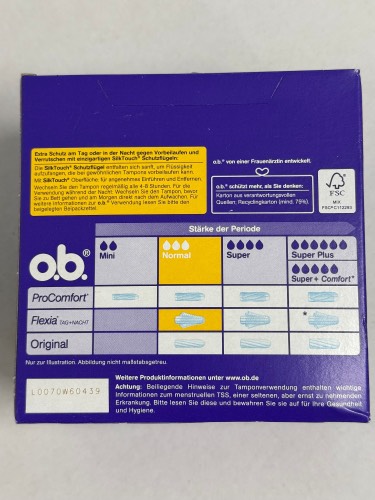 Extra Schutz am Tag oder in der Nacht gegen Vorbeilaufen und
Verrutschen mit einzigartigen SilkTouch® Schutzflügeln:
Die SilkTouch® Schutzflügel entfalten sich sanft, um Flüssigkeit
aufzufangen, die bei gewöhnlichen Tampons vorbeilaufen kann.
Mit SilkTouch® Oberfläche: für angenehmes Einführen und Entfernen.
Wechseln Sie den Tampon regelmäßig alle 4-8 Stunden. Für die
Verwendung während der Nacht: Wechseln Sie den Tampon, bevor
Sie zu Bett gehen und am Morgen direkt nach dem Aufwachen. Für
weitere Informationen zur o.b.® Verwendung lesen Sie bitte den
beigelegten Beipackzettel.
o.b.® von einer Frauenärztin entwickelt.
o.b.® schützt mehr, als Sie denken:
Karton aus verantwortungsvollen
Quellen: Recyclingkarton (mind. 75%).
FSC
MIX
FSC®C112283
Stärke der Periode
o.b.®
Mini
Normal
Super
Super Plus
Super+ Comfort*
ProComfort®
Flexia® TAG+NACHT
*
Original
Nur zur Illustration. Abbildung nicht maßstabsgetreu.
L0070W60439
Weitere Produktinformationen unter www.ob.de
Achtung: Beiliegende Hinweise zur Tamponverwendung enthalten wichtige
Informationen zum menstruellen TSS, einer seltenen, aber ernst zu nehmenden
Erkrankung. Bitte lesen Sie diese und bewahren Sie sie auf für Ihre Gesundheit
und Hygiene.